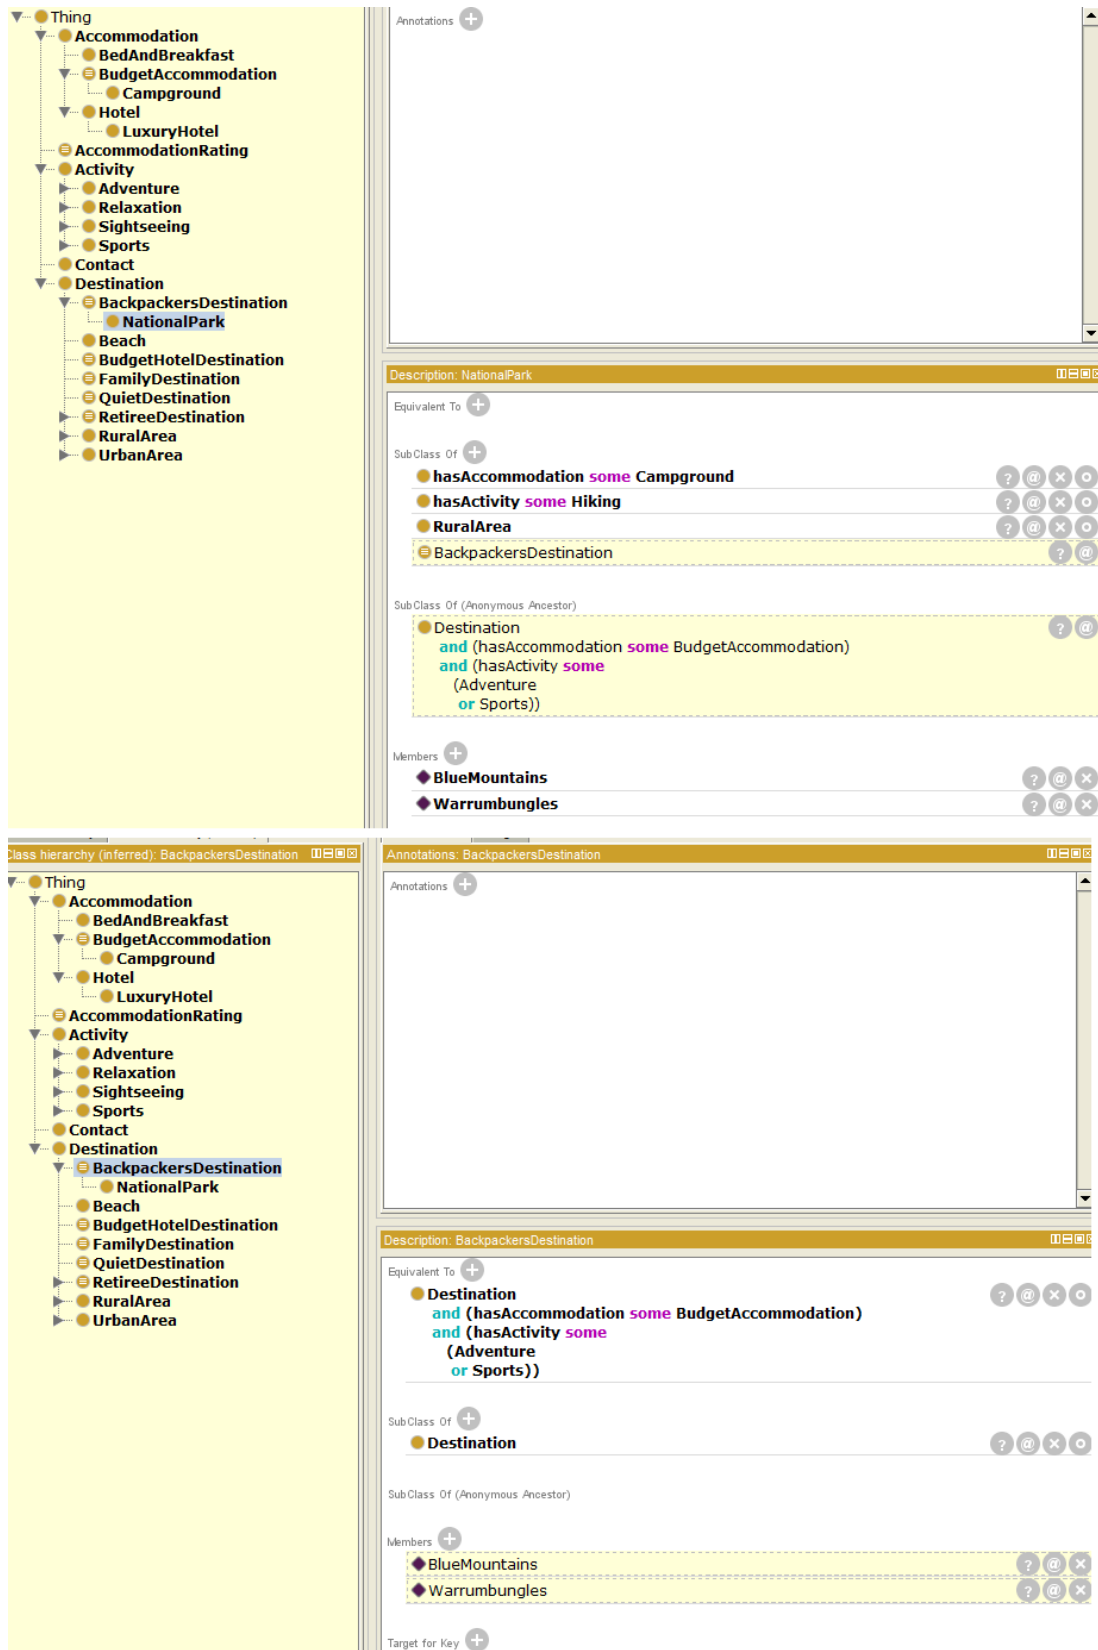 Thing
Accommodation
BedAndBreakfast
BudgetAccommodation
Campground
Hotel
LuxuryHotel
AccommodationRating
Activity
Adventure
Relaxation
Sightseeing
Sports
Contact
Destination
BackpackersDestination
NationalPark
Beach
BudgetHotelDestination
FamilyDestination
QuietDestination
RetireeDestination
RuralArea
UrbanArea
Annotations
Description: NationalPark
Equivalent To
SubClass Of
hasAccommodation some Campground
hasActivity some Hiking
RuralArea
BackpackersDestination
SubClass Of (Anonymous Ancestor)
Destination
and (hasAccommodation some BudgetAccommodation)
and (hasActivity some
(Adventure
or Sports))
Members
BlueMountains
Warrumbungles
Class hierarchy (inferred): BackpackersDestination
Thing
Accommodation
BedAndBreakfast
BudgetAccommodation
Campground
Hotel
LuxuryHotel
AccommodationRating
Activity
Adventure
Relaxation
Sightseeing
Sports
Contact
Destination
BackpackersDestination
NationalPark
Beach
BudgetHotelDestination
FamilyDestination
QuietDestination
RetireeDestination
RuralArea
UrbanArea
Annotations: BackpackersDestination
Annotations
Description: BackpackersDestination
Equivalent To
Destination
and (hasAccommodation some BudgetAccommodation)
and (hasActivity some
(Adventure
or Sports))
SubClass Of
Destination
SubClass Of (Anonymous Ancestor)
Members
BlueMountains
Warrumbungles
Target for Key